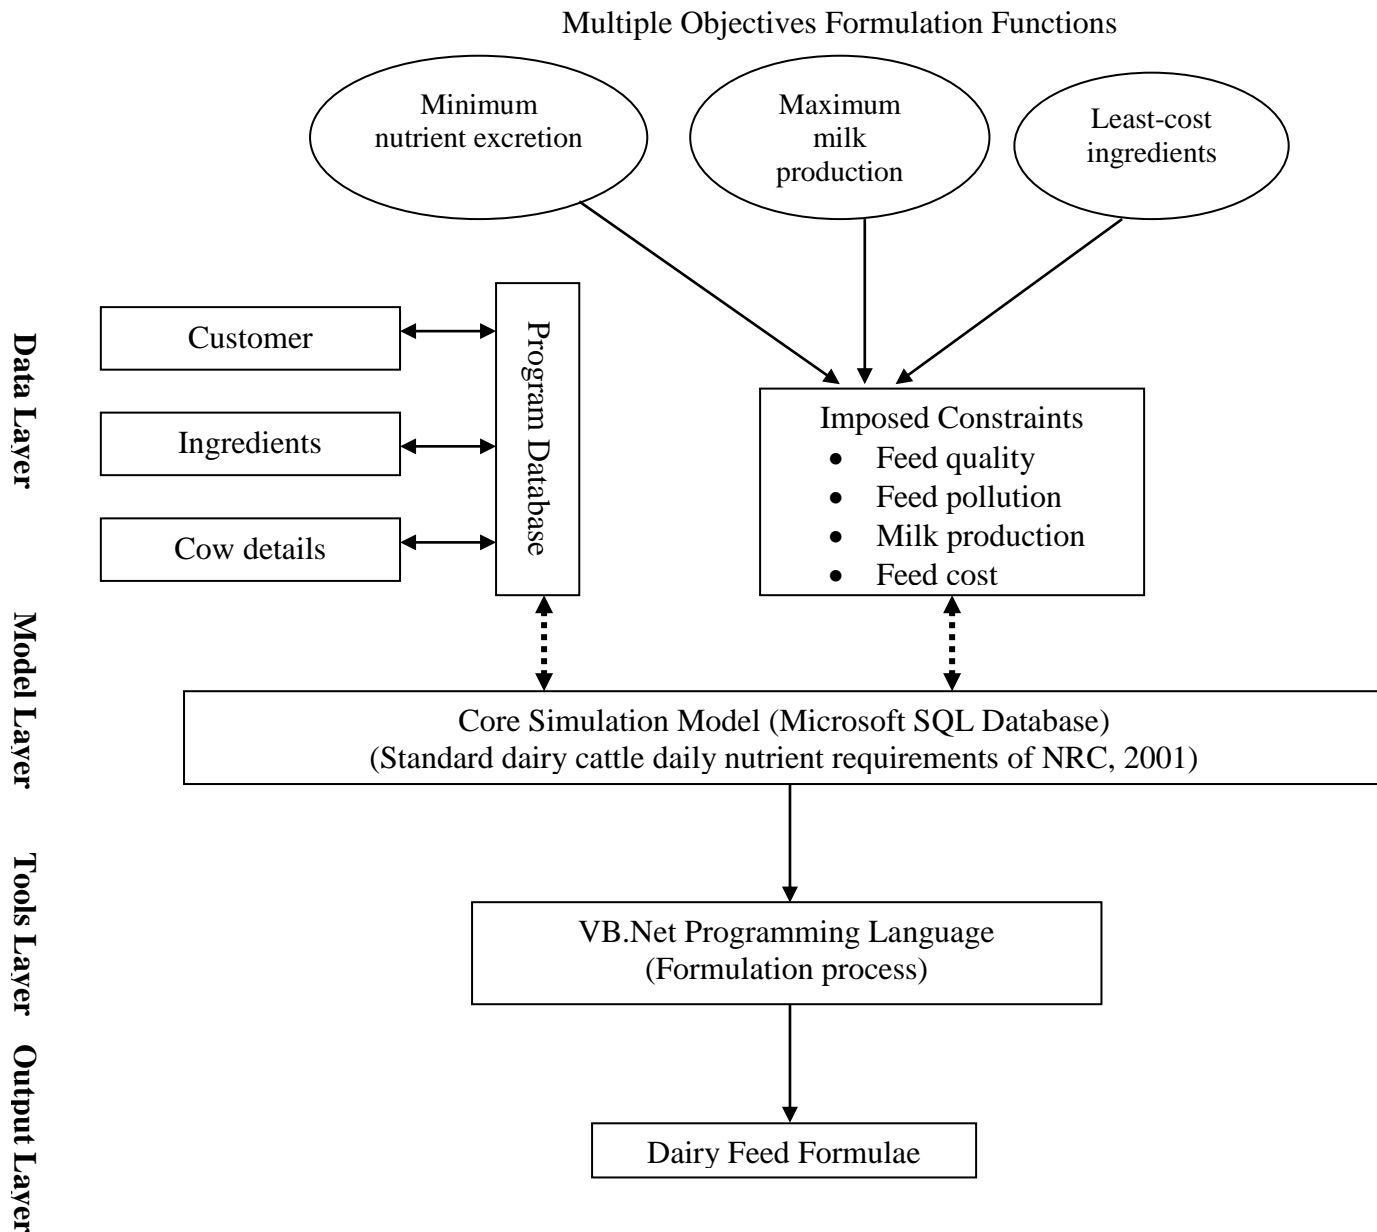 Multiple Objectives Formulation Functions
Minimum
nutrient excretion
Maximum
milk
production
Least-cost
ingredients
Data Layer
Customer
Ingredients
Cow details
Program Database
Imposed Constraints
• Feed quality
• Feed pollution
• Milk production
• Feed cost
Model Layer
Core Simulation Model (Microsoft SQL Database)
(Standard dairy cattle daily nutrient requirements of NRC, 2001)
Tools Layer
VB.Net Programming Language
(Formulation process)
Output Layer
Dairy Feed Formulae